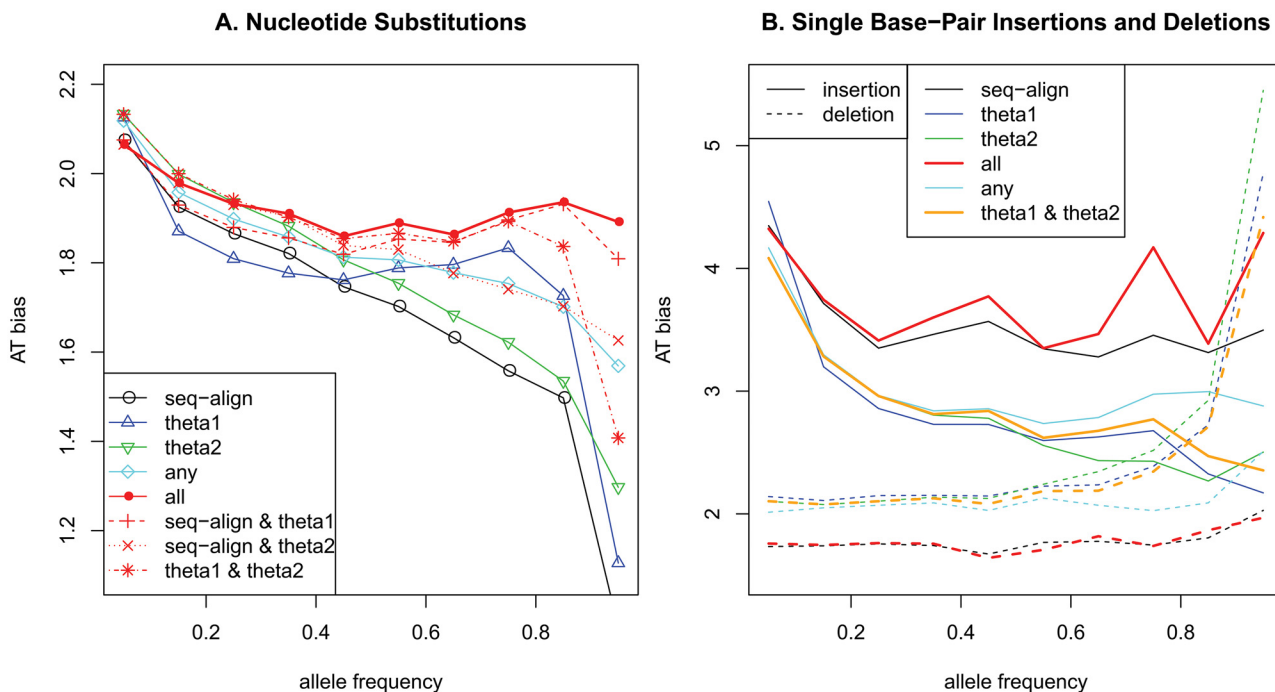 A. Nucleotide Substitutions
AT bias
2.2
2.0
1.8
1.6
1.4
1.2
seq−align
theta1
theta2
any
all
seq−align & theta1
seq−align & theta2
theta1 & theta2
0.2
0.4
0.6
0.8
allele frequency
B. Single Base−Pair Insertions and Deletions
AT bias
5
4
3
2
insertion
deletion
seq−align
theta1
theta2
all
any
theta1 & theta2
0.2
0.4
0.6
0.8
allele frequency